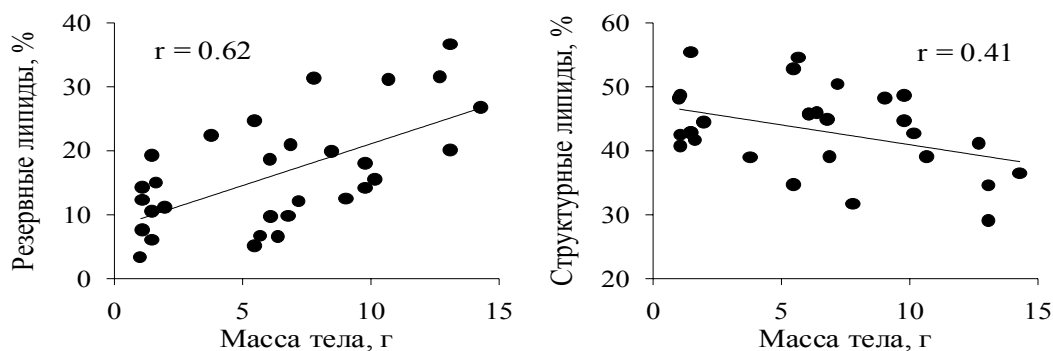 Резервные липиды, %
40
30
20
10
0
r = 0.62
0 5 10 15
Масса тела, г
Структурные липиды, %
60
50
40
30
20
r = 0.41
0 5 10 15
Масса тела, г